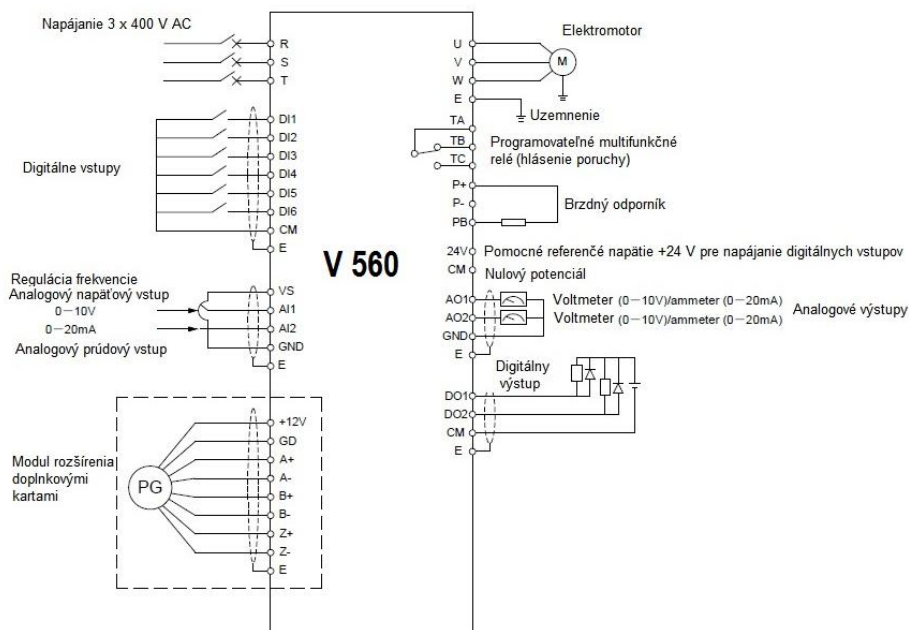 Napájanie 3 x 400 V AC
R
S
T
DI1
DI2
DI3
DI4
DI5
DI6
CM
E
Digitálne vstupy
V 560
Regulácia frekvencie
Analogový napäťový vstup
0－10V
0－20mA
Analogový prúdový vstup
VS
AI1
AI2
GND
E
Modul rozšírenia
doplnkovými
kartami
PG
+12V
GD
A+
A-
B+
B-
Z+
Z-
E
U
V
W
E
Elektromotor
M
Uzemnenie
TA
TB
TC
Programovateľné multifunkčné
relé (hlásenie poruchy)
P+
P-
PB
Brzdný odporník
24V Pomocné referenčé napätie +24 V pre napájanie digitálnych vstupov
CM Nulový potenciál
AO1 Voltmeter (0－10V)/ammeter (0－20mA)
AO2 Voltmeter (0－10V)/ammeter (0－20mA)
Analogové výstupy
GND
E
Digitálny
výstup
DO1
DO2
CM
E